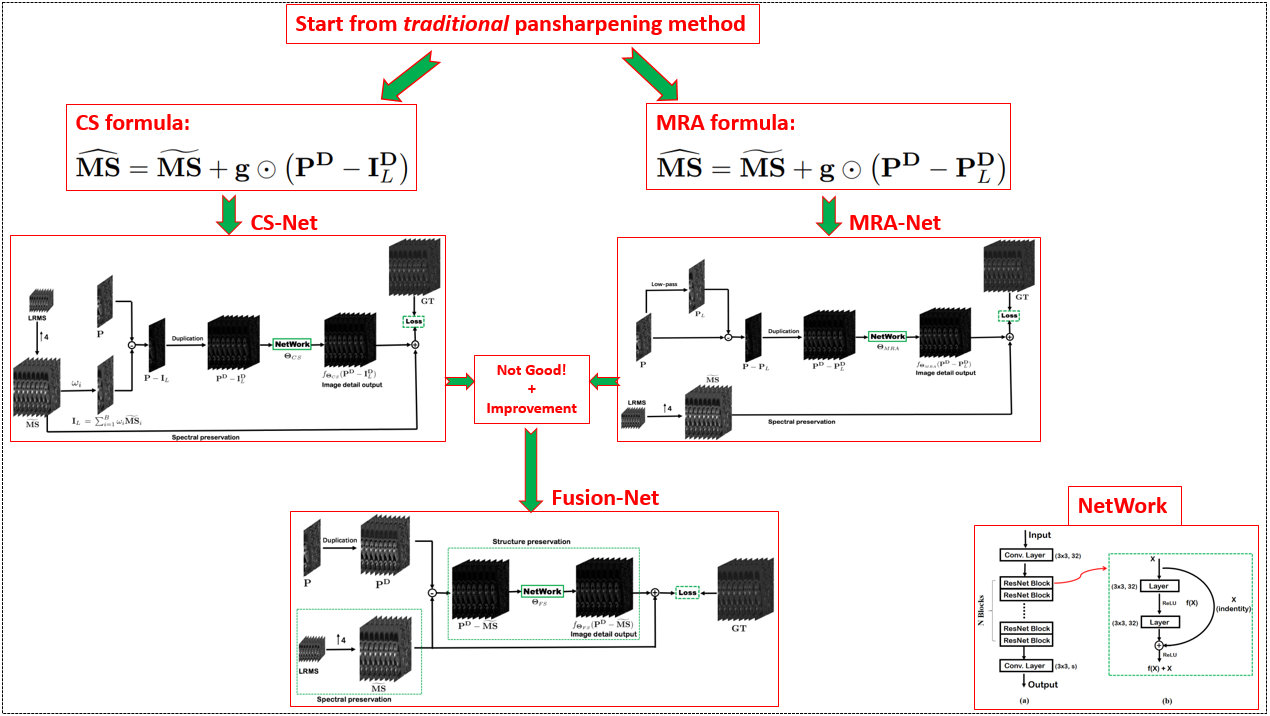 Start from traditional pansharpening method
CS formula:
$\widehat{\mathbf{MS}} = \widetilde{\mathbf{MS}} + \mathbf{g} \odot (\mathbf{P^D} - \mathbf{I}_L^{\mathbf{D}})$
MRA formula:
$\widehat{\mathbf{MS}} = \widetilde{\mathbf{MS}} + \mathbf{g} \odot (\mathbf{P^D} - \mathbf{P}_L^{\mathbf{D}})$
CS-Net
LRMS
↑4
P
GT
Loss
Duplication
NetWork
$\Theta_{CS}$
$\mathbf{P} - \mathbf{I}_L$
$\mathbf{P^D} - \mathbf{I}_L^{\mathbf{D}}$
$f_{\Theta_{CS}}(\mathbf{P^D} - \mathbf{I}_L^{\mathbf{D}})$
Image detail output
$\omega_i$
$\widetilde{\mathbf{MS}}$
$\mathbf{I}_L = \sum_{i=1}^{B} \omega_i \widetilde{\mathbf{MS}}_i$
Spectral preservation
MRA-Net
Low-pass
$\mathbf{P}_L$
P
GT
Loss
Duplication
NetWork
$\Theta_{MRA}$
$\mathbf{P} - \mathbf{P}_L$
$\mathbf{P^D} - \mathbf{P}_L^{\mathbf{D}}$
$f_{\Theta_{MRA}}(\mathbf{P^D} - \mathbf{P}_L^{\mathbf{D}})$
Image detail output
$\widetilde{\mathbf{MS}}$
LRMS
↑4
Spectral preservation
Not Good!
+
Improvement
Fusion-Net
P
Duplication
$\mathbf{P^D}$
Structure preservation
NetWork
$\Theta_{FS}$
$\mathbf{P^D} - \widetilde{\mathbf{MS}}$
$f_{\Theta_{FS}}(\mathbf{P^D} - \widetilde{\mathbf{MS}})$
Image detail output
Loss
GT
LRMS
↑4
$\widetilde{\mathbf{MS}}$
Spectral preservation
NetWork
Input
Conv. Layer (3x3, 32)
N Blocks
ResNet Block
ResNet Block
ResNet Block
ResNet Block
Conv. Layer (3x3, s)
Output
(a)
X
(3x3, 32) Layer
ReLU
f(X)
X
(indentity)
(3x3, 32) Layer
ReLU
f(X) + X
(b)